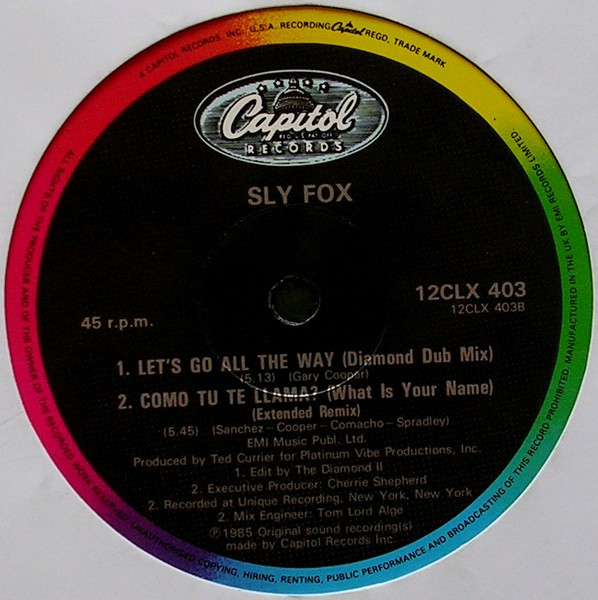 A CAPITOL RECORDS, INC. U.S.A. RECORDING Capitol REGD. TRADE MARK
Capitol
REG. U.S. PAT. OFF.
RECORDS
SLY FOX
12CLX 403
12CLX 403B
45 r.p.m.
1. LET'S GO ALL THE WAY (Diamond Dub Mix)
(5.13) (Gary Cooper)
2. COMO TU TE LLAMA? (What Is Your Name)
(Extended Remix)
(5.45) (Sanchez – Cooper – Comacho – Spradley)
EMI Music Publ. Ltd.
Produced by Ted Currier for Platinum Vibe Productions, Inc.
1. Edit by The Diamond II
2. Executive Producer: Cherrie Shepherd
2. Recorded at Unique Recording, New York, New York
2. Mix Engineer: Tom Lord Alge
℗1985 Original sound recording(s)
made by Capitol Records Inc.
MANUFACTURED IN THE UK BY EMI RECORDS LIMITED
ALL RIGHTS OF THE PRODUCER AND OF THE OWNER OF THE RECORDED WORK RESERVED. UNAUTHORISED COPYING, HIRING, RENTING, PUBLIC PERFORMANCE AND BROADCASTING OF THIS RECORD PROHIBITED.